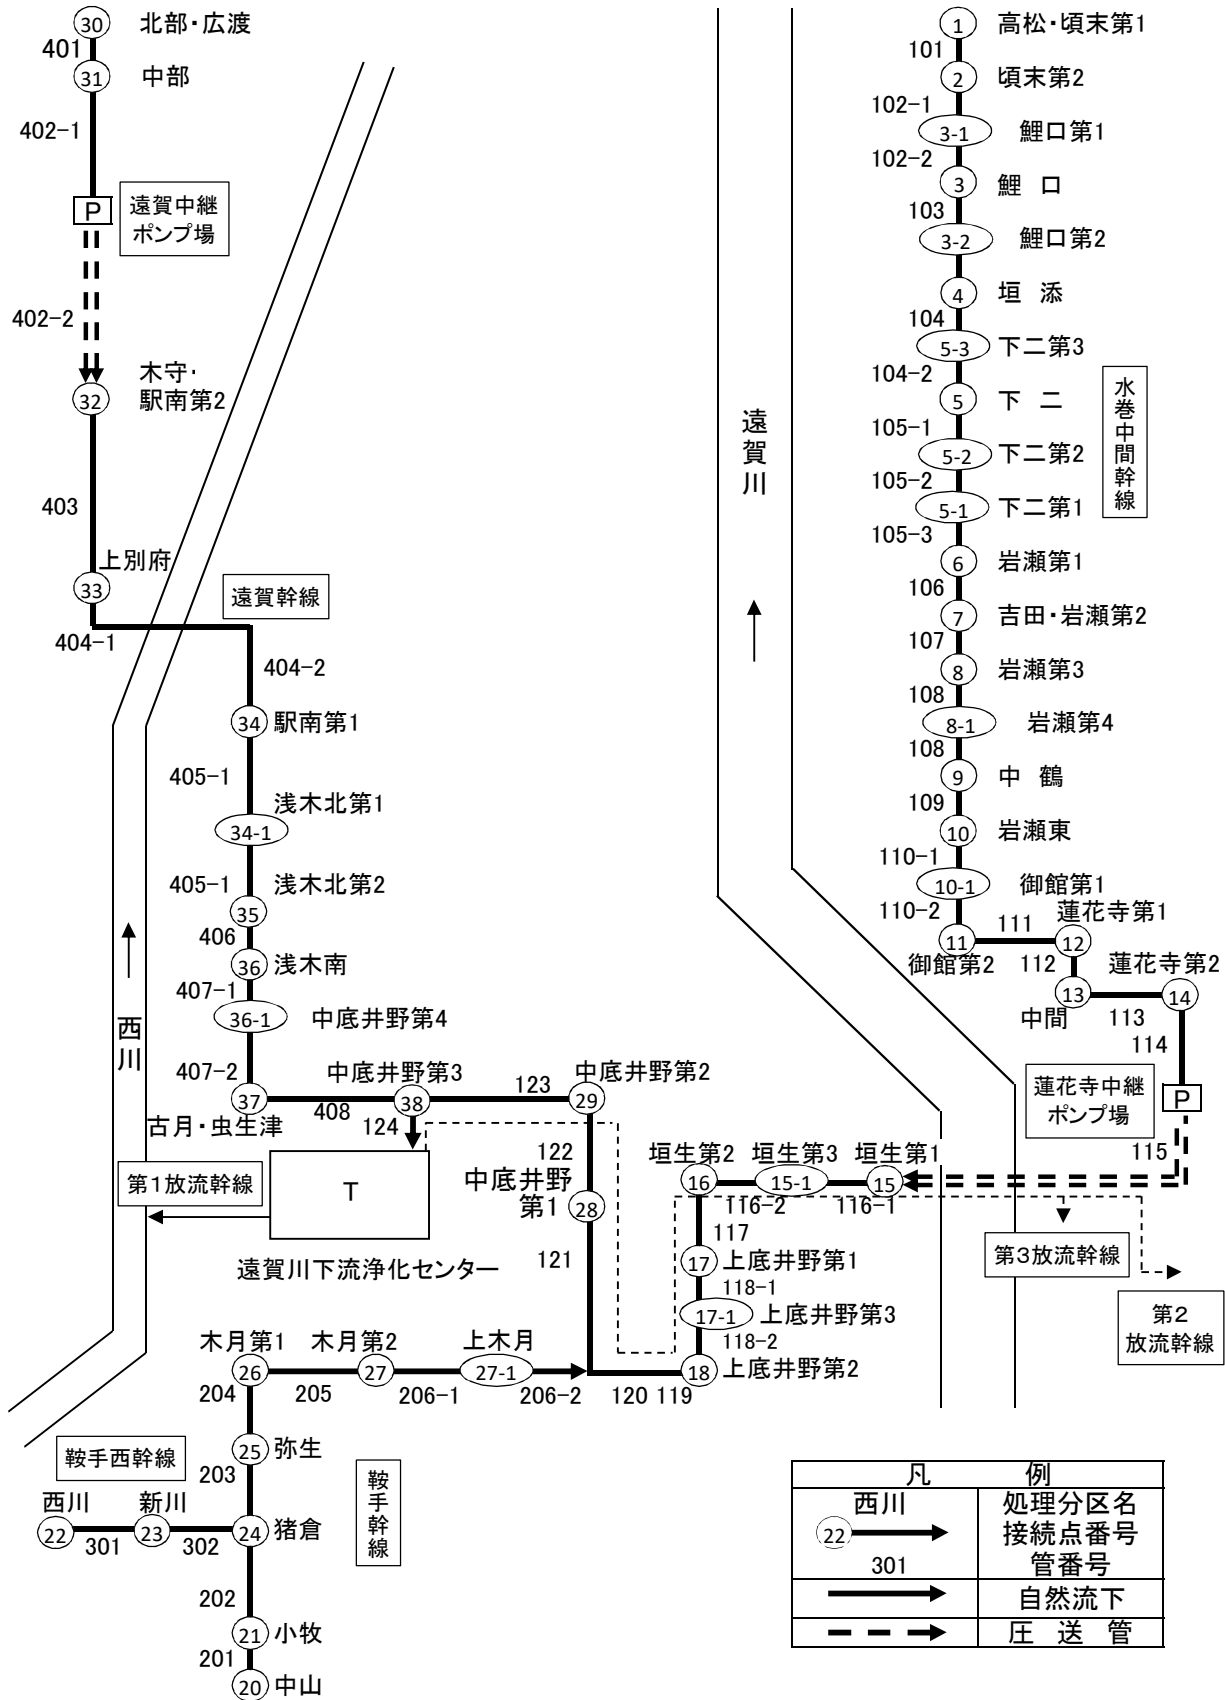 30
北部・広渡
401
31
中部
402-1
P
遠賀中継
ポンプ場
402-2
木守・
駅南第2
32
403
上別府
33
遠賀幹線
404-1
404-2
34
駅南第1
405-1
浅木北第1
34-1
405-1
浅木北第2
35
406
36
浅木南
407-1
36-1
中底井野第4
407-2
37
古月・虫生津
408
中底井野第3
38
124
123
中底井野第2
29
122
中底井野
第1
28
121
T
遠賀川下流浄化センター
第1放流幹線
西川
遠賀川
1
高松・頃末第1
101
2
頃末第2
102-1
3-1
鯉口第1
102-2
3
鯉 口
103
3-2
鯉口第2
4
垣 添
104
5-3
下二第3
104-2
5
下 二
105-1
5-2
下二第2
105-2
5-1
下二第1
105-3
水巻中間幹線
6
岩瀬第1
106
7
吉田・岩瀬第2
107
8
岩瀬第3
108
8-1
岩瀬第4
108
9
中 鶴
109
10
岩瀬東
110-1
10-1
御館第1
110-2
11
御館第2
111
蓮花寺第1
12
112
13
中間
113
蓮花寺第2
14
114
蓮花寺中継
ポンプ場
P
115
垣生第1
15
116-1
垣生第3
15-1
116-2
垣生第2
16
117
17
上底井野第1
118-1
17-1
上底井野第3
118-2
18
上底井野第2
119
120
第3放流幹線
第2
放流幹線
木月第1
26
204
205
木月第2
27
206-1
上木月
27-1
206-2
25
弥生
203
鞍手西幹線
鞍手幹線
西川
22
301
新川
23
302
24
猪倉
202
21
小牧
201
20
中山
凡 例
西川
22
301
処理分区名
接続点番号
管番号
自然流下
圧 送 管